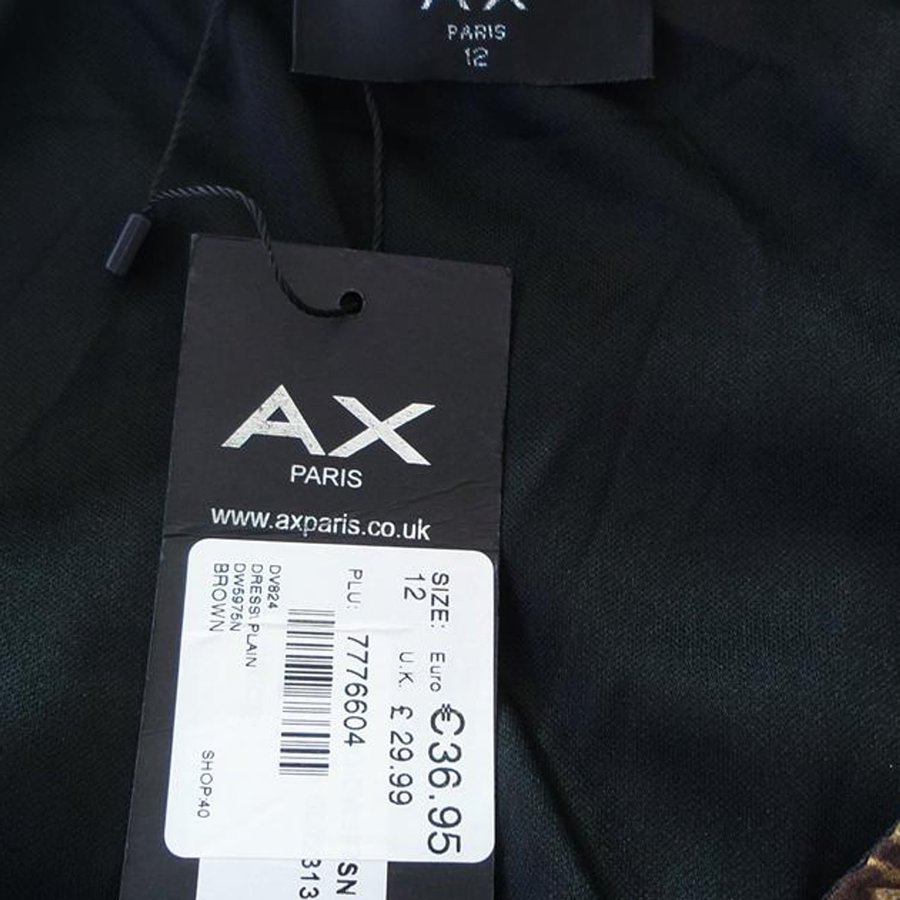 AX
PARIS
12
AX
PARIS
www.axparis.co.uk
SIZE: Euro €36.95
12 U.K. £ 29.99
PLU: 7776604
DV824
DRESS\ PLAIN
DW5975N
BROWN
SHOP:40
SN
313